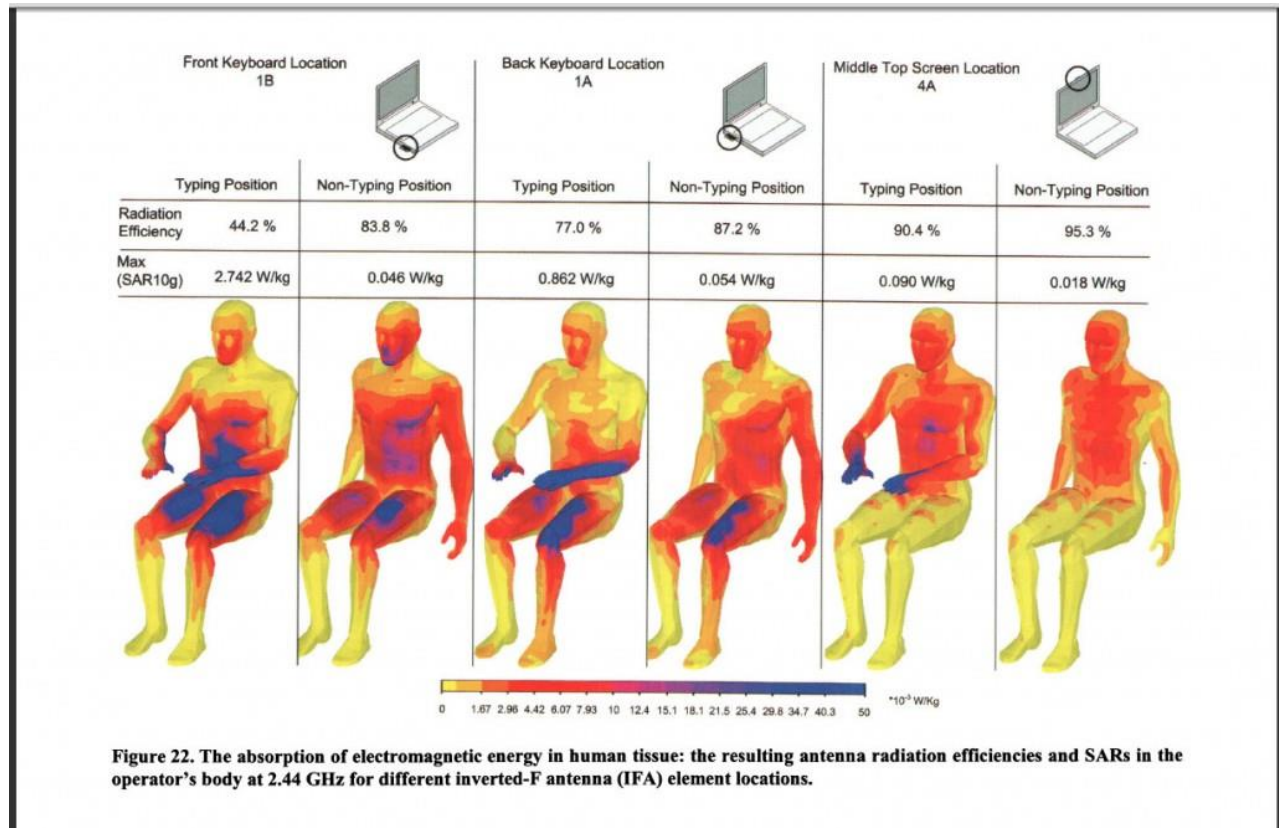 Front Keyboard Location
1B
Back Keyboard Location
1A
Middle Top Screen Location
4A
Typing Position Non-Typing Position Typing Position Non-Typing Position Typing Position Non-Typing Position
Radiation
Efficiency 44.2 % 83.8 % 77.0 % 87.2 % 90.4 % 95.3 %
Max
(SAR10g) 2.742 W/kg 0.046 W/kg 0.862 W/kg 0.054 W/kg 0.090 W/kg 0.018 W/kg
0 1.67 2.96 4.42 6.07 7.93 10 12.4 15.1 18.1 21.5 25.4 29.8 34.7 40.3 50 *10⁻³ W/Kg
Figure 22. The absorption of electromagnetic energy in human tissue: the resulting antenna radiation efficiencies and SARs in the
operator's body at 2.44 GHz for different inverted-F antenna (IFA) element locations.